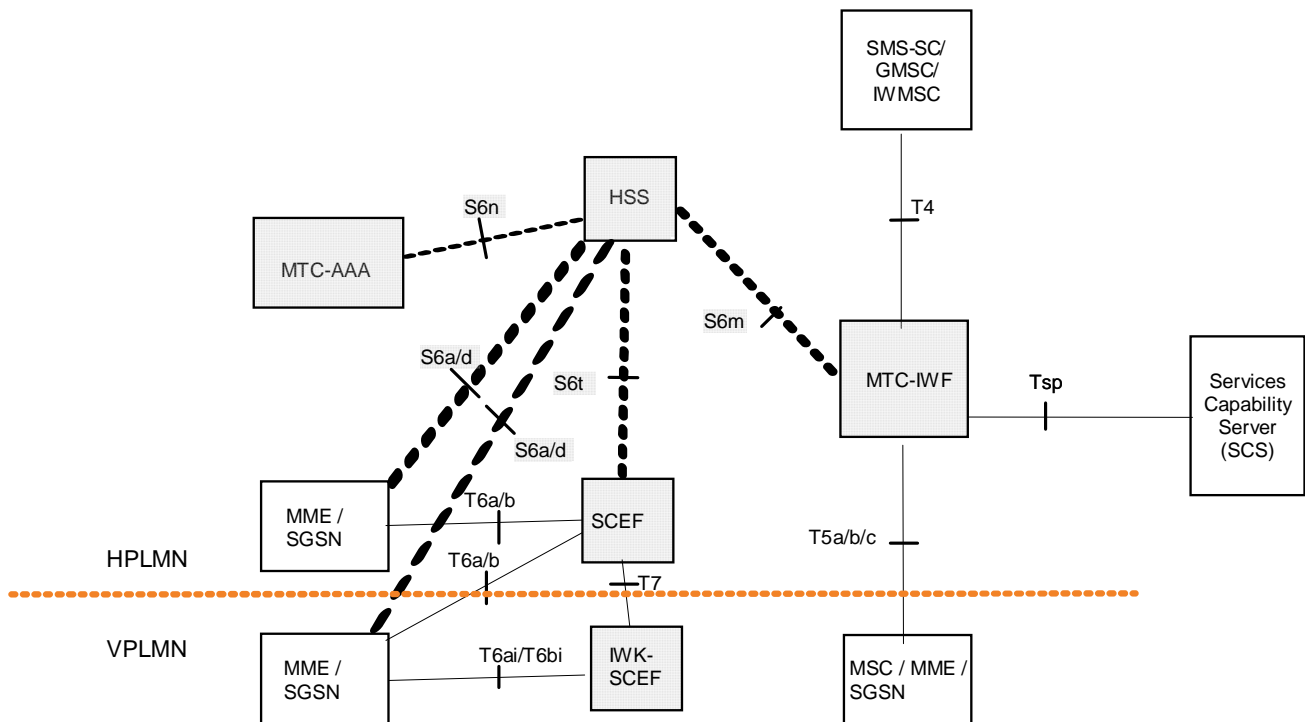 SMS-SC/
GMSC/
IWMSC
HSS
S6n
T4
MTC-AAA
S6m
S6a/d
S6t
MTC-IWF
Tsp
Services
Capability
Server
(SCS)
S6a/d
MME /
SGSN
T6a/b
SCEF
T5a/b/c
HPLMN
T6a/b
T7
VPLMN
MME /
SGSN
T6ai/T6bi
IWK-
SCEF
MSC / MME /
SGSN